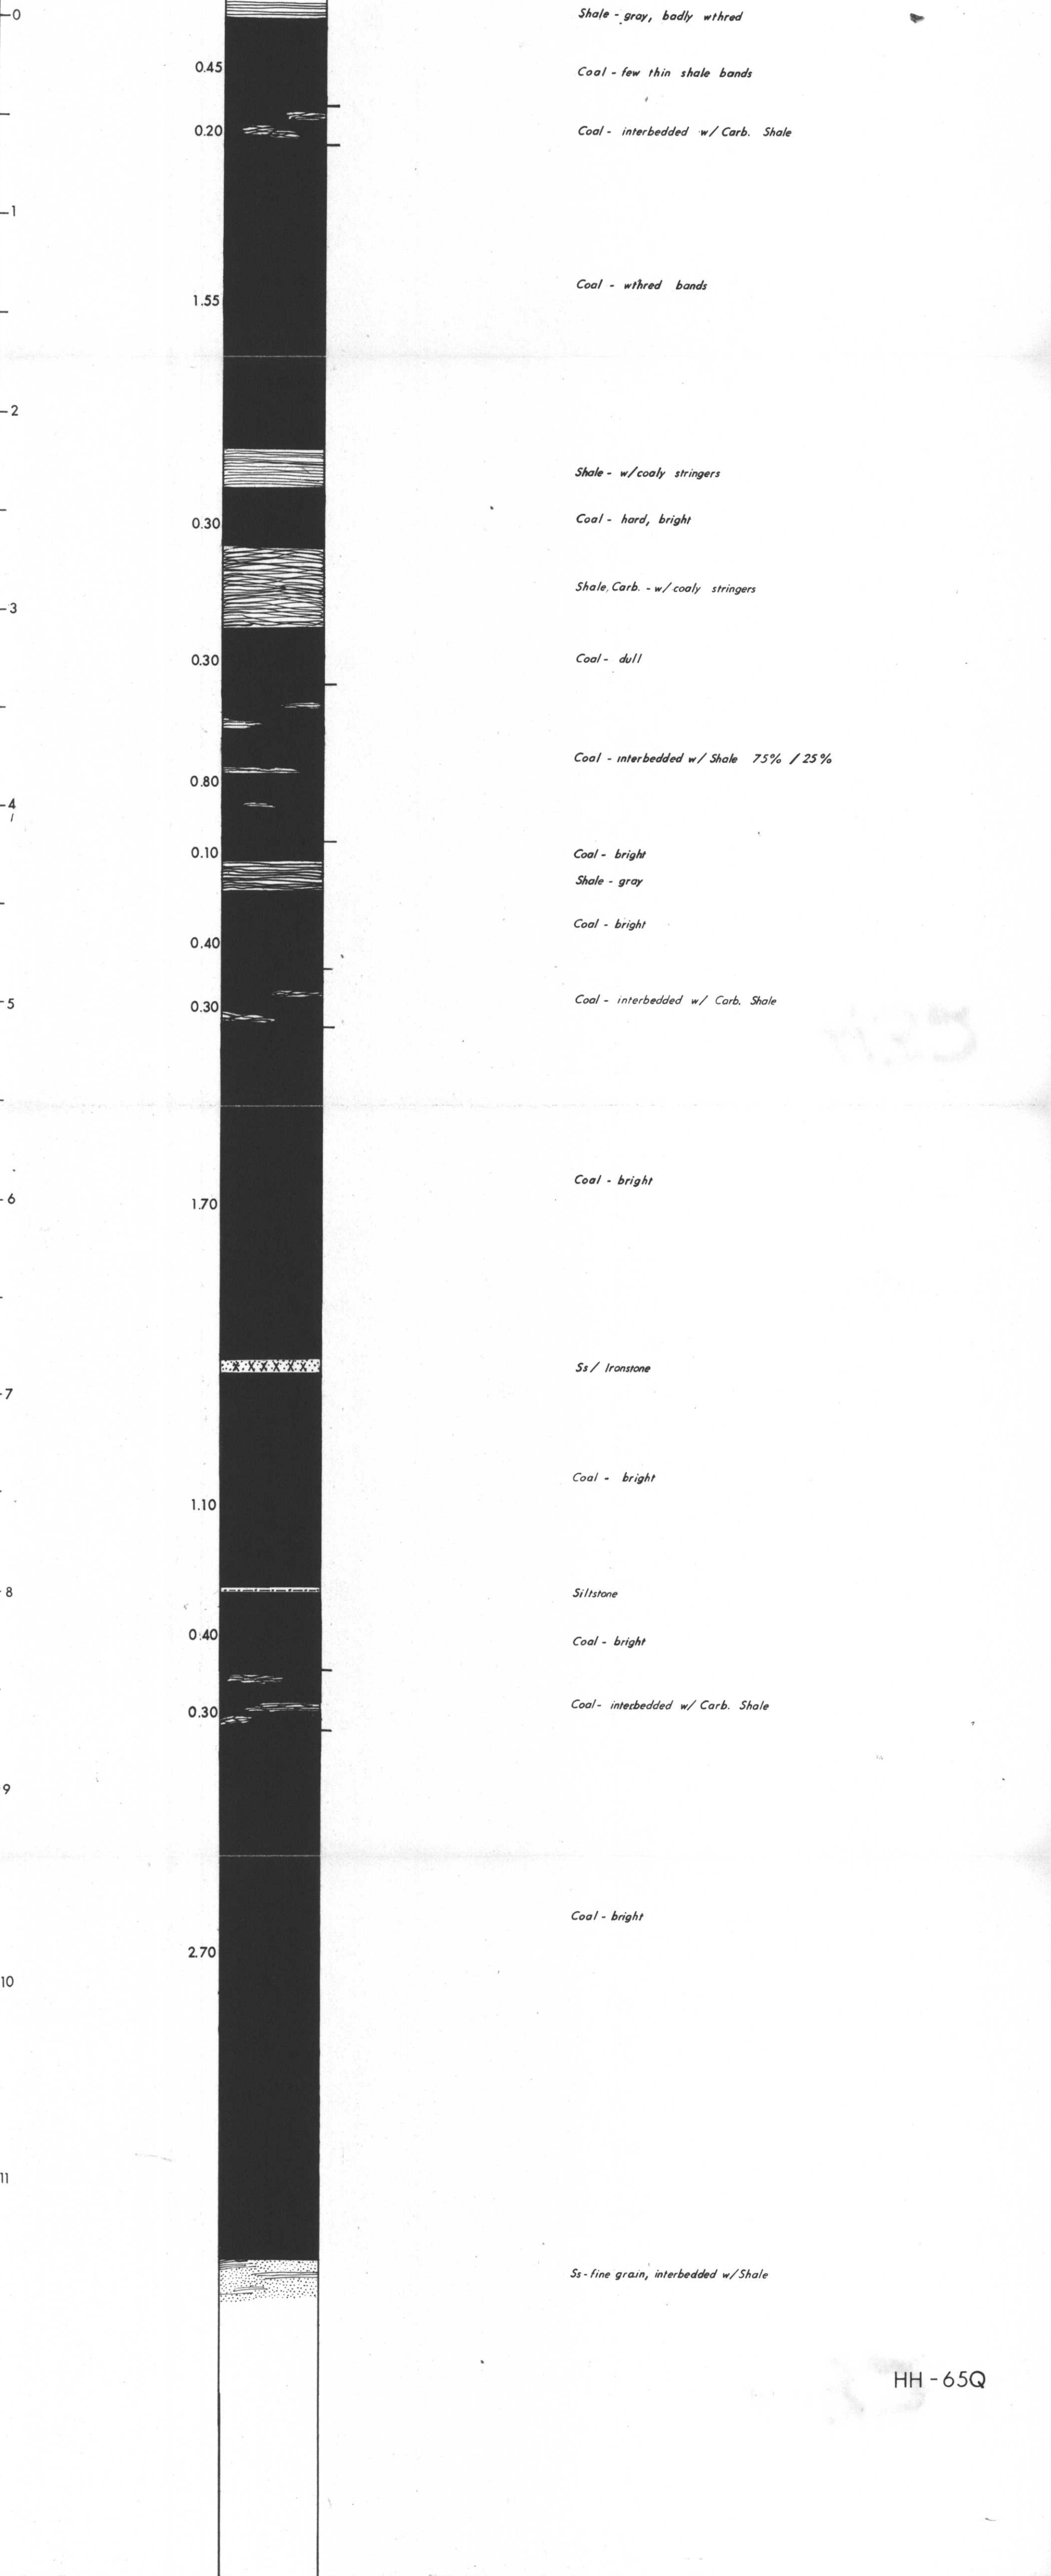 0 Shale - gray, badly wthred
0.45 Coal - few thin shale bands
0.20 Coal - interbedded w/ Carb. Shale
1
1.55 Coal - wthred bands
2
Shale - w/coaly stringers
0.30 Coal - hard, bright
Shale, Carb. - w/coaly stringers
3
0.30 Coal - dull
Coal - interbedded w/ Shale 75% / 25%
0.80
4
0.10 Coal - bright
Shale - gray
Coal - bright
0.40
5
0.30 Coal - interbedded w/ Carb. Shale
Coal - bright
6
1.70
Ss / Ironstone
7
Coal - bright
1.10
8 Siltstone
0.40 Coal - bright
0.30 Coal - interbedded w/ Carb. Shale
9
Coal - bright
2.70
10
11
Ss - fine grain, interbedded w/Shale
HH - 65Q